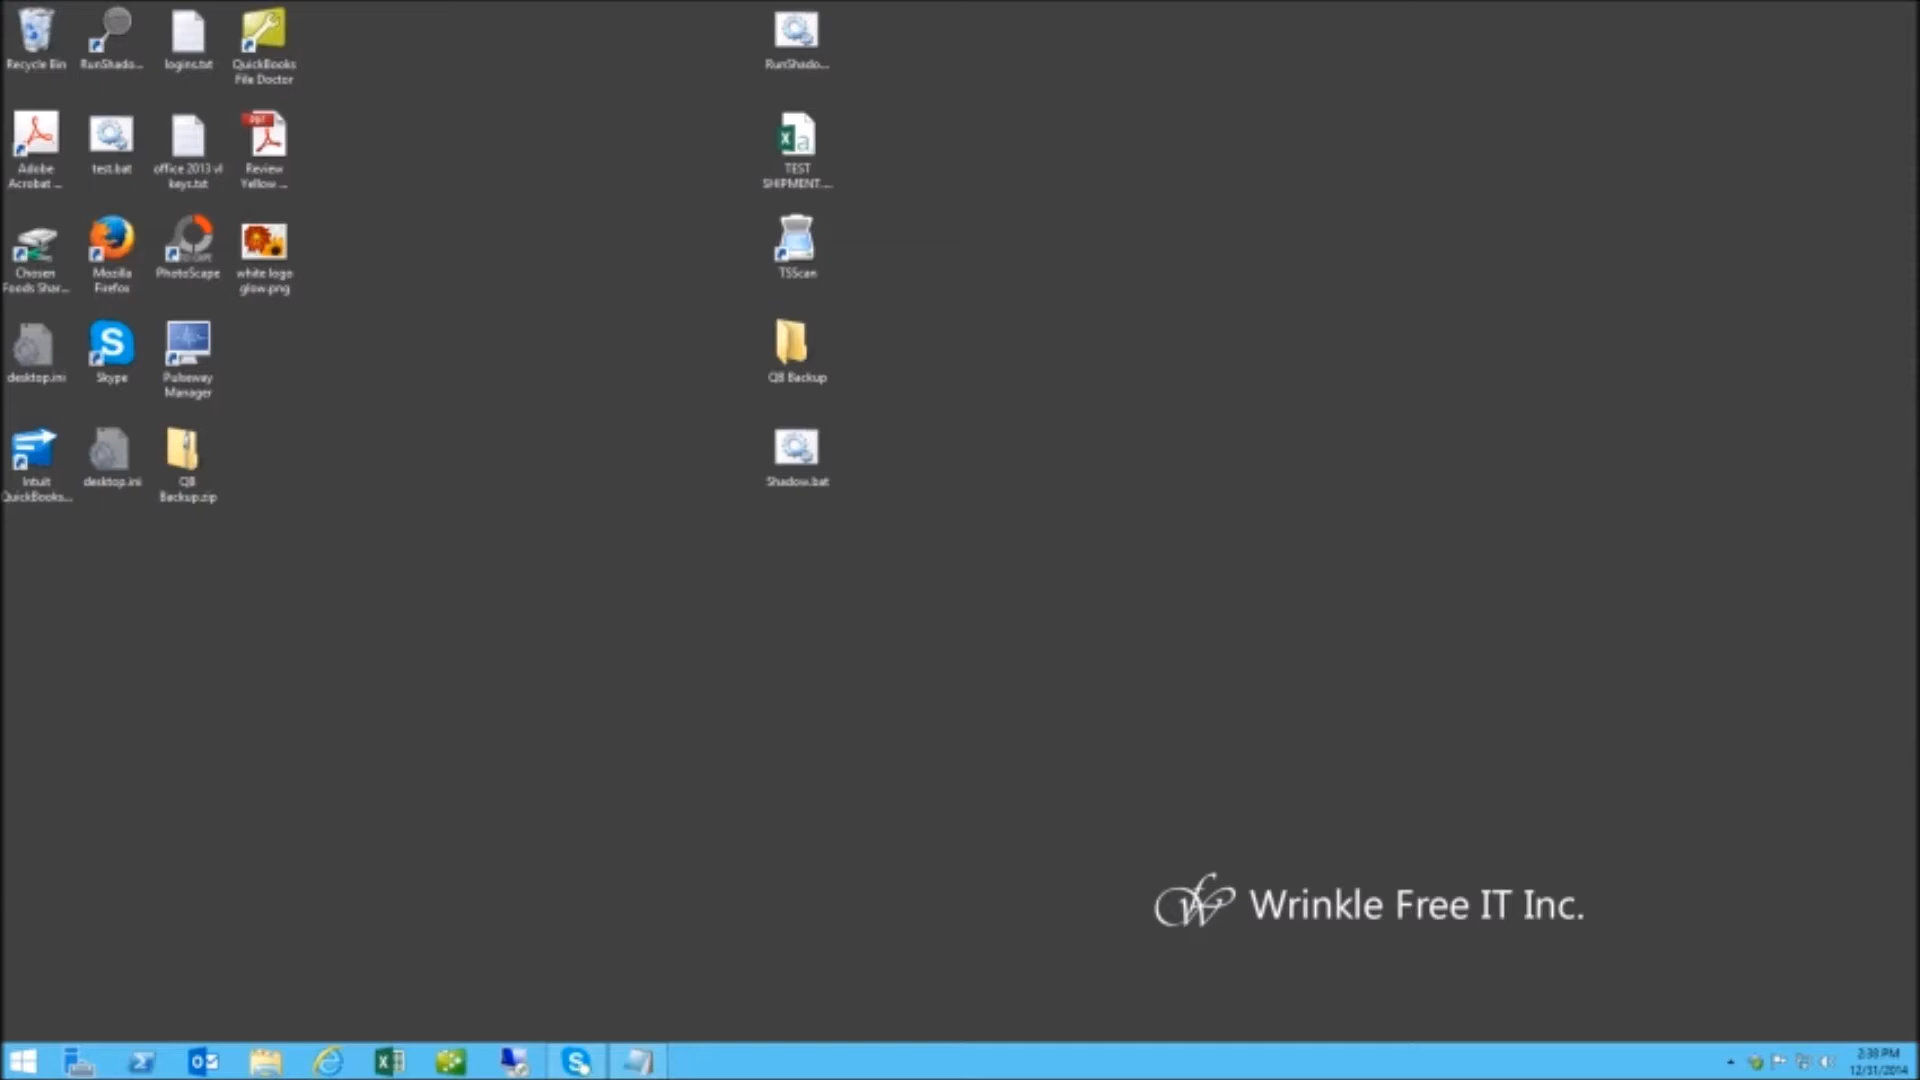 Recycle Bin
RunShado...
logins.txt
QuickBooks
File Doctor
RunShado...
Adobe
Acrobat ...
test.bat
office 2013 vl
keys.txt
PDF
Review
Yellow ...
TEST
SHIPMENT....
Chosen
Foods Shar...
Mozilla
Firefox
PhotoScape
white logo
glow.png
TSScan
desktop.ini
Skype
Pulseway
Manager
QB Backup
Intuit
QuickBooks...
desktop.ini
QB
Backup.zip
Shadow.bat
Wrinkle Free IT Inc.
2:38 PM
12/31/2014